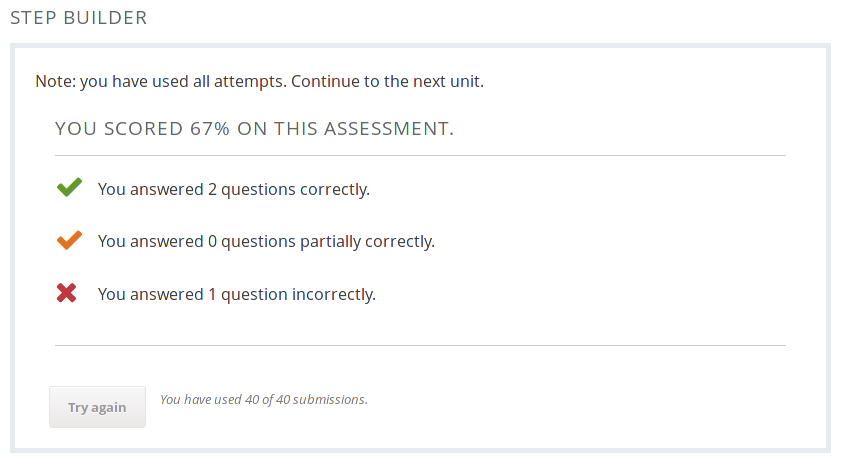 STEP BUILDER
Note: you have used all attempts. Continue to the next unit.
YOU SCORED 67% ON THIS ASSESSMENT.
You answered 2 questions correctly.
You answered 0 questions partially correctly.
You answered 1 question incorrectly.
Try again
You have used 40 of 40 submissions.